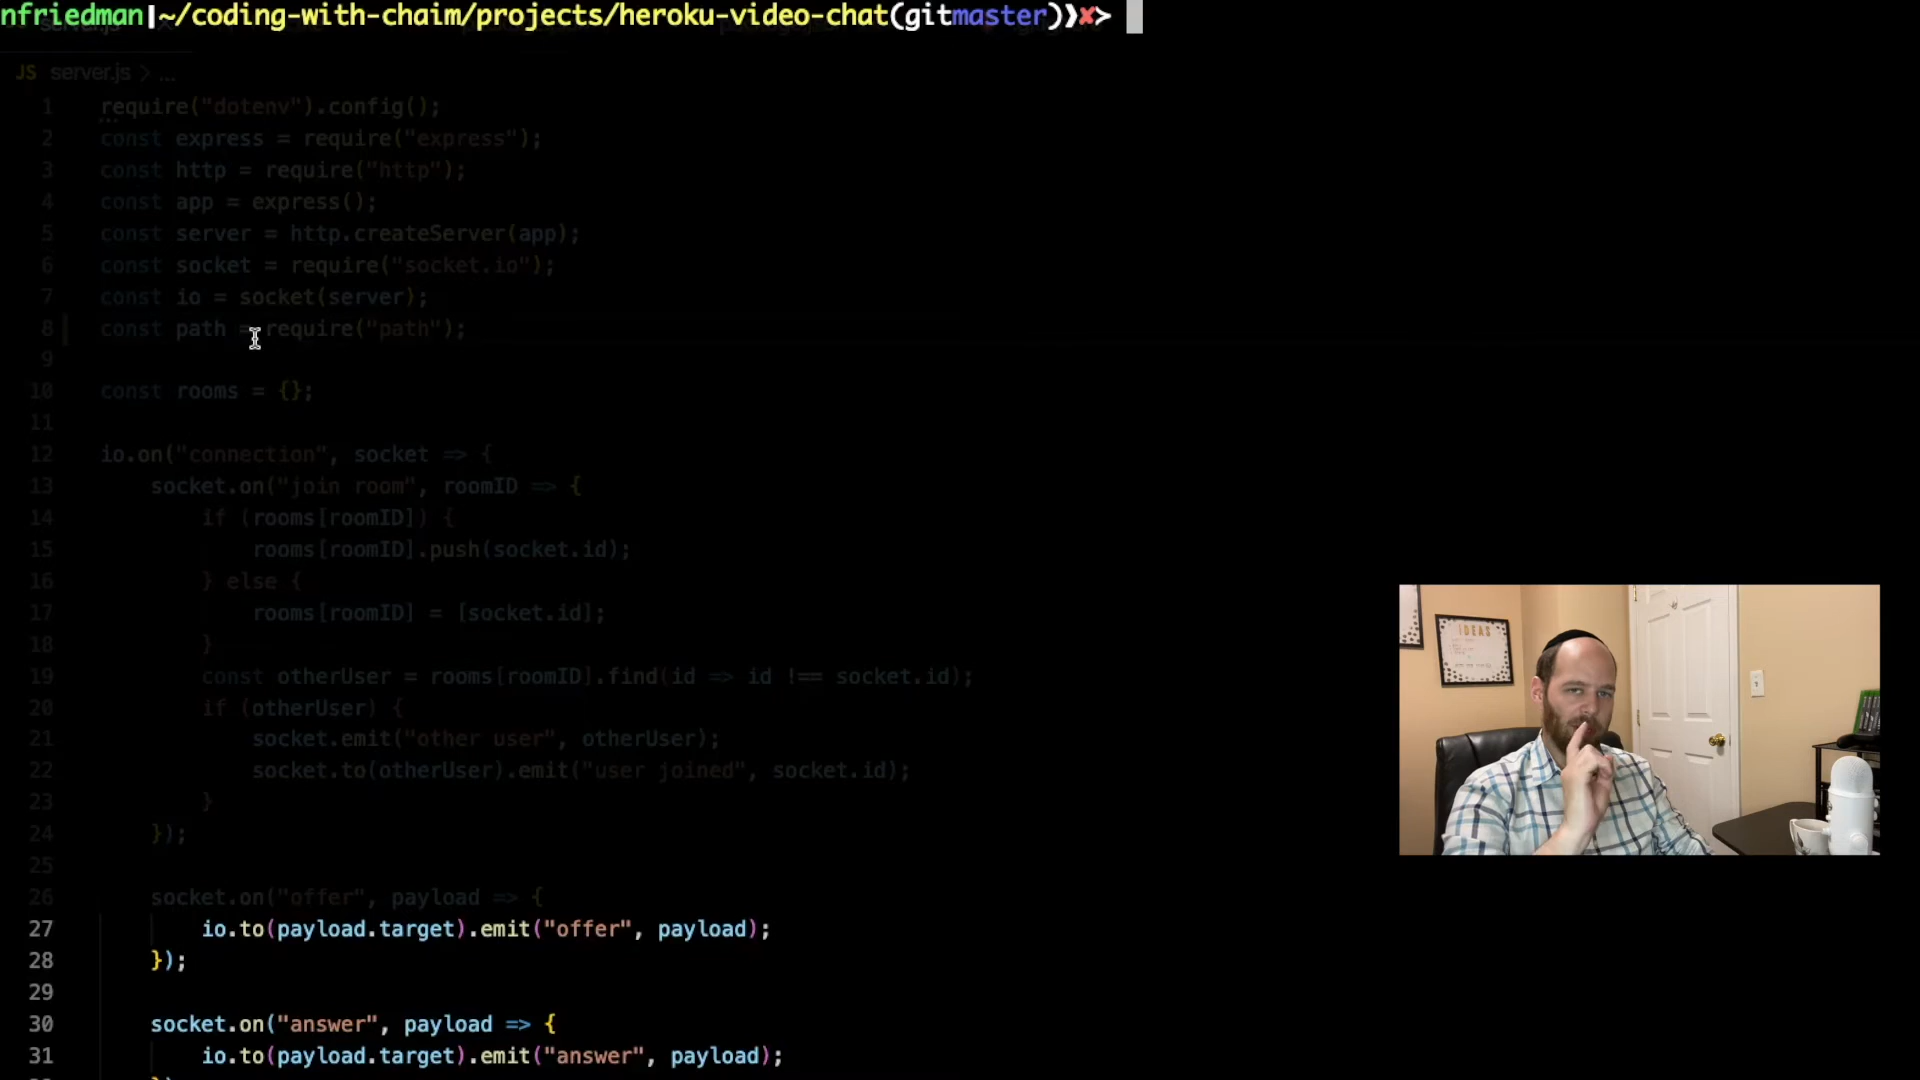 nfriedman|~/coding-with-chaim/projects/heroku-video-chat(gitmaster)⟩✘>
JS server.js > ...
1 require("dotenv").config();
2 const express = require("express");
3 const http = require("http");
4 const app = express();
5 const server = http.createServer(app);
6 const socket = require("socket.io");
7 const io = socket(server);
8 const path = require("path");
9
10 const rooms = {};
11
12 io.on("connection", socket => {
13 socket.on("join room", roomID => {
14 if (rooms[roomID]) {
15 rooms[roomID].push(socket.id);
16 } else {
17 rooms[roomID] = [socket.id];
18 }
19 const otherUser = rooms[roomID].find(id => id !== socket.id);
20 if (otherUser) {
21 socket.emit("other user", otherUser);
22 socket.to(otherUser).emit("user joined", socket.id);
23 }
24 });
25
26 socket.on("offer", payload => {
27 io.to(payload.target).emit("offer", payload);
28 });
29
30 socket.on("answer", payload => {
31 io.to(payload.target).emit("answer", payload);
IDEAS